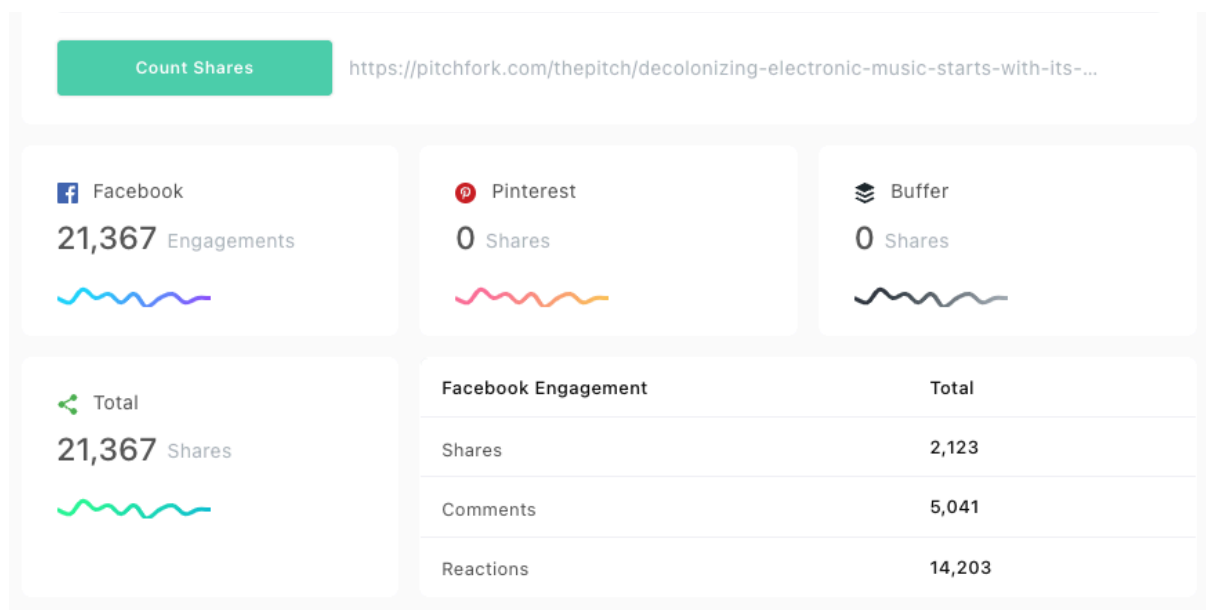 Count Shares
https://pitchfork.com/thepitch/decolonizing-electronic-music-starts-with-its-...
Facebook
21,367 Engagements
Pinterest
0 Shares
Buffer
0 Shares
Total
21,367 Shares
Facebook Engagement Total
Shares 2,123
Comments 5,041
Reactions 14,203